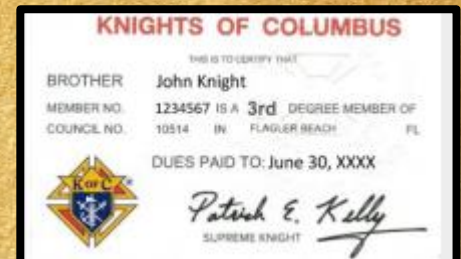 KNIGHTS OF COLUMBUS
THIS IS TO CERTIFY THAT
BROTHER John Knight
MEMBER NO. 1234567 IS A 3rd DEGREE MEMBER OF
COUNCIL NO. 10514 IN FLAGLER BEACH FL
DUES PAID TO: June 30, XXXX
K OF C
Patrick E. Kelly
SUPREME KNIGHT